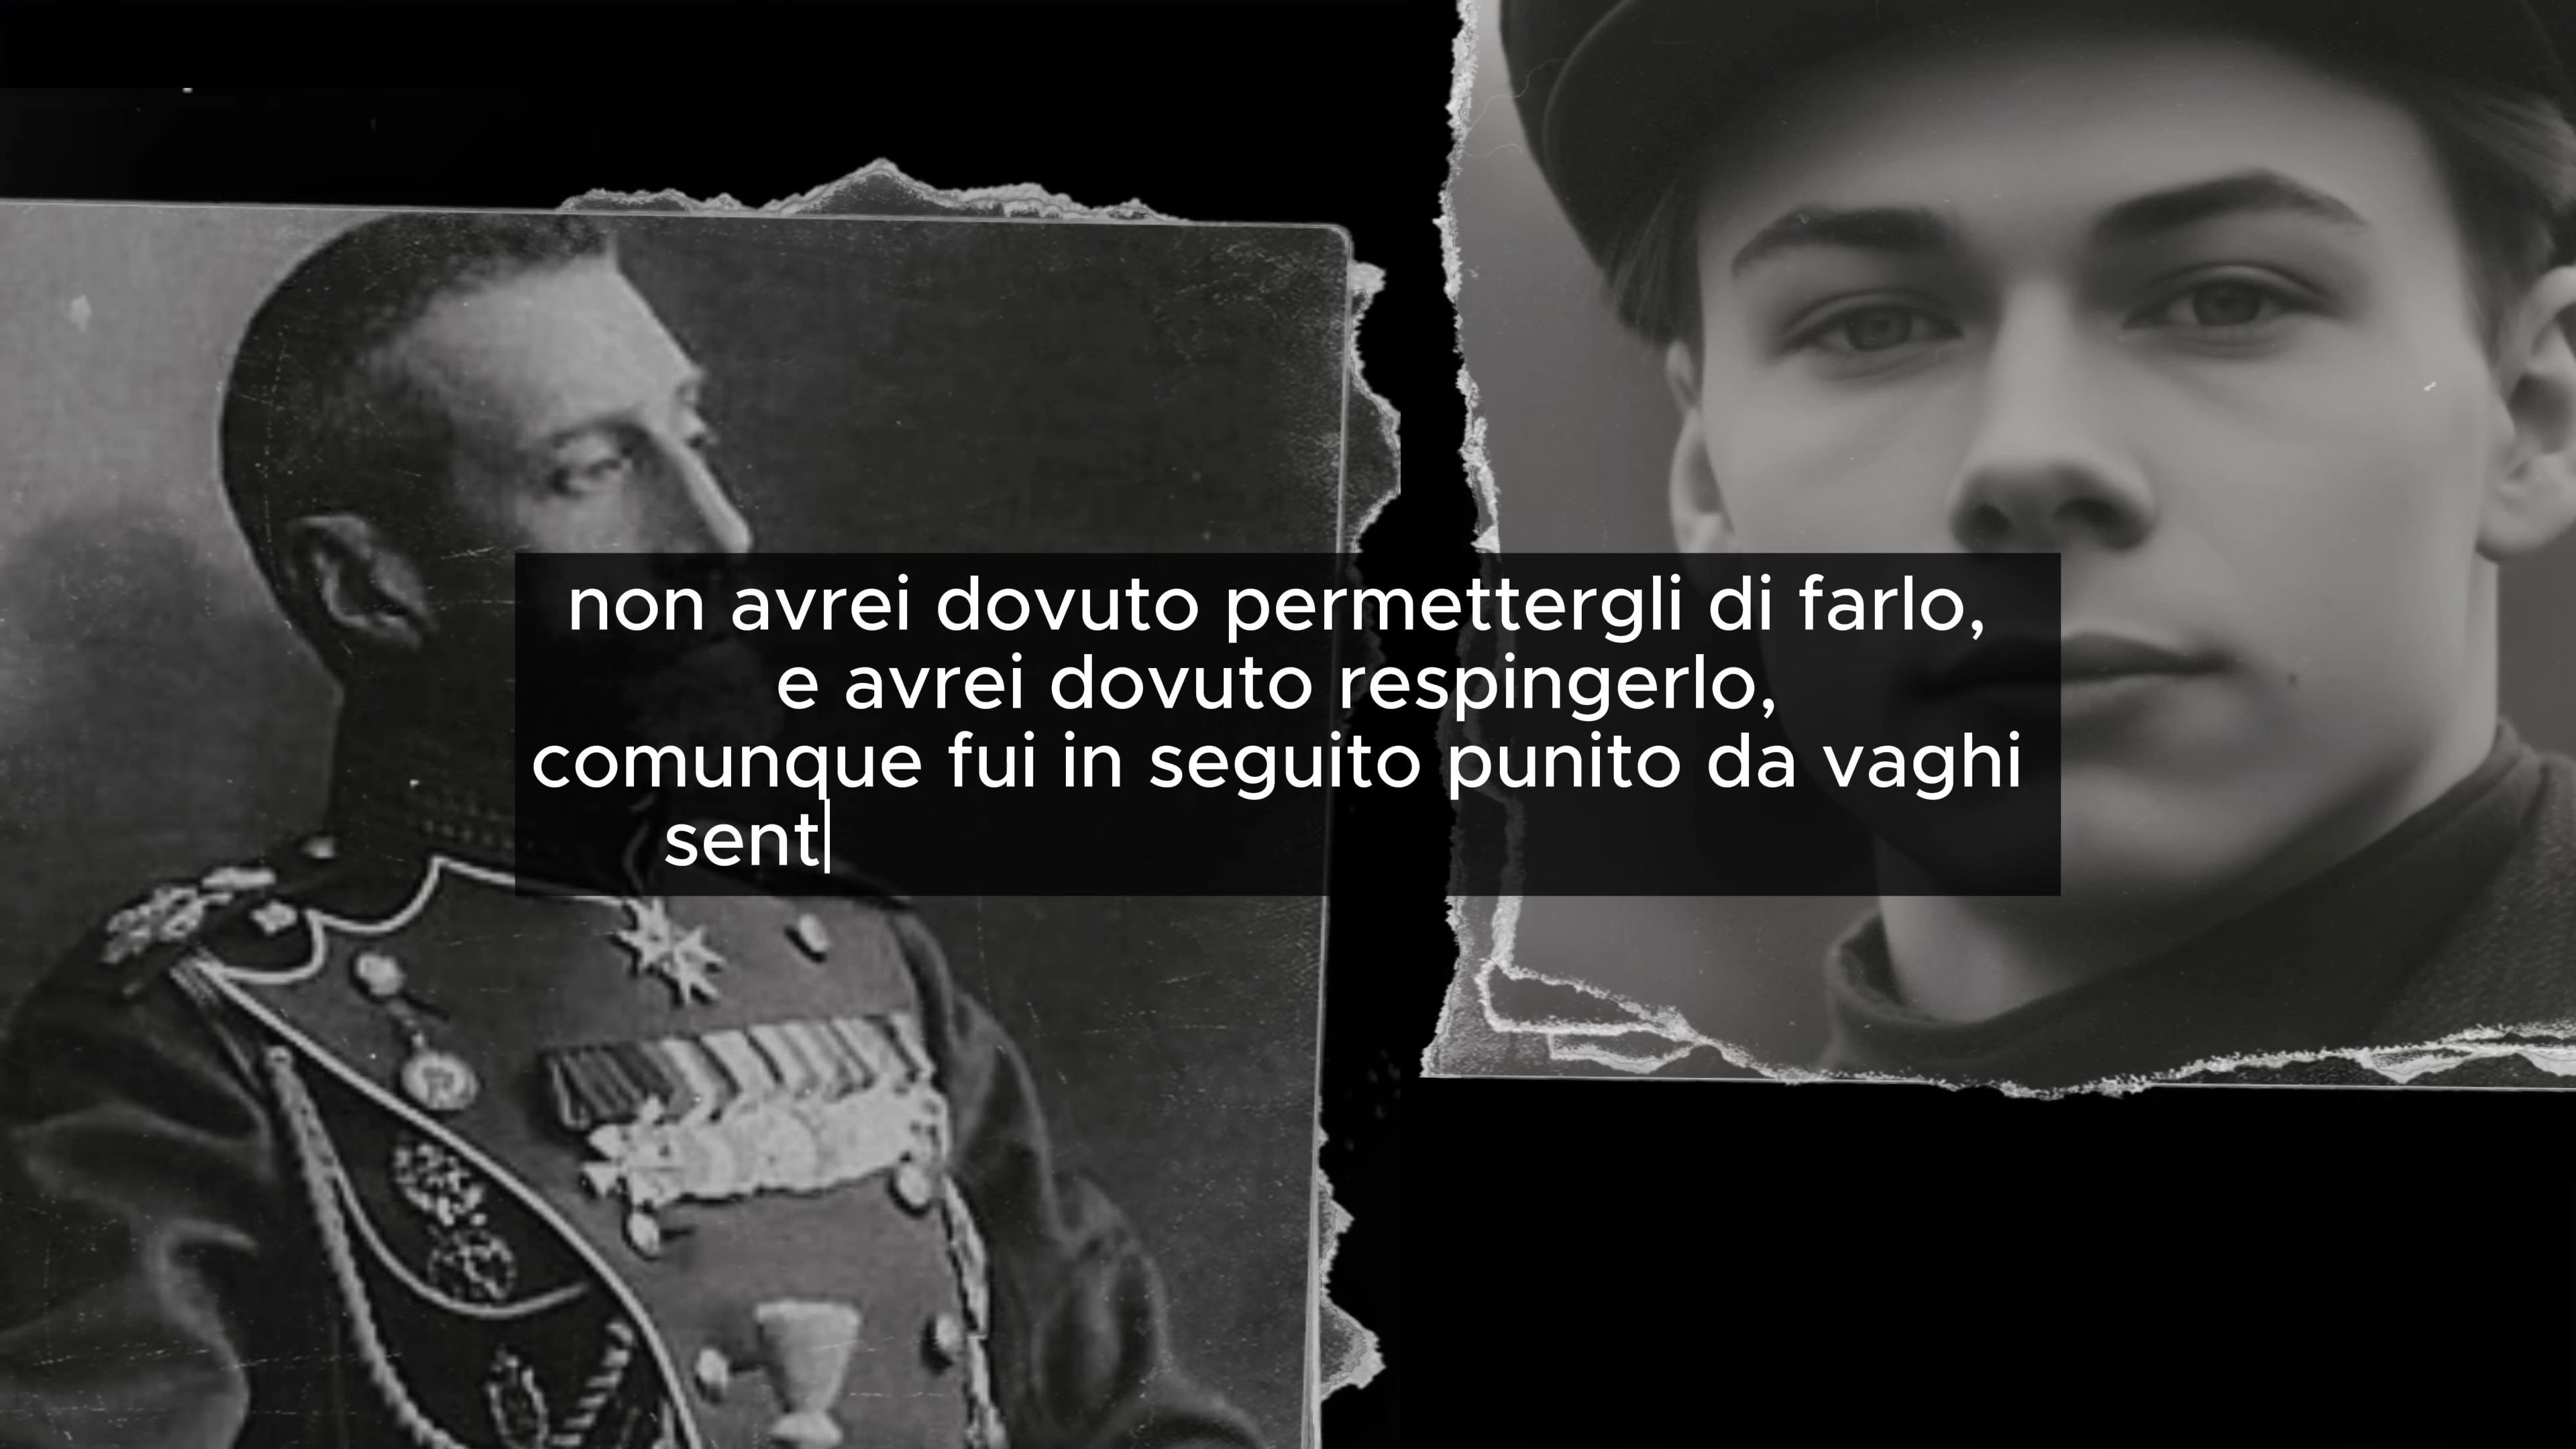 non avrei dovuto permettergli di farlo,
e avrei dovuto respingerlo,
comunque fui in seguito punito da vaghi
sent